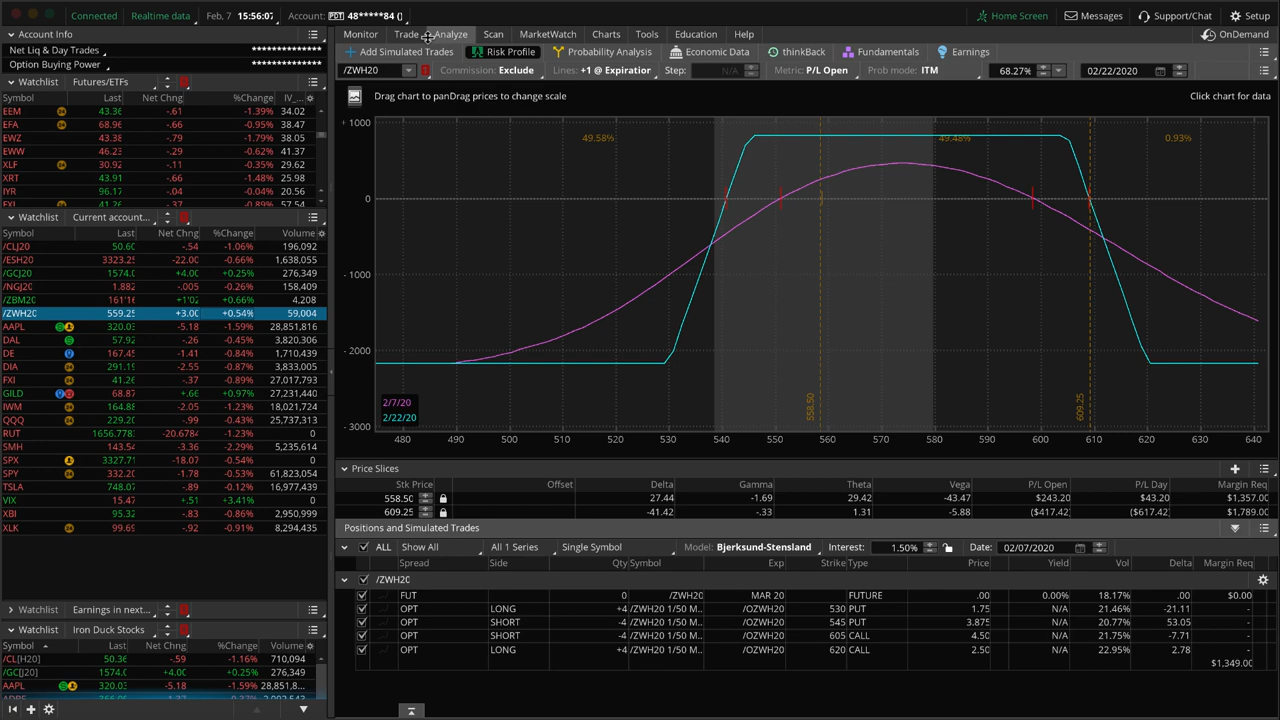 Connected Realtime data Feb, 7 15:56:07 Account: PDT 48*****84 () Home Screen Messages Support/Chat Setup
Account Info
Net Liq & Day Trades **************
Option Buying Power **************
Watchlist Futures/ETFs
Symbol Last Net Chng %Change IV_...
EEM 43.36 -.61 -1.39% 34.02
EFA 68.96 -.66 -0.95% 38.47
EWZ 43.38 -.79 -1.79% 38.05
EWW 46.23 -.29 -0.62% 41.37
XLF 30.92 -.11 -0.35% 29.62
XRT 43.91 -.66 -1.48% 25.98
IYR 96.17 -.04 -0.04% 20.56
Watchlist Current account...
Symbol Last Net Chng %Change Volume
/CLJ20 50.60 -.54 -1.06% 196,092
/ESH20 3323.25 -22.00 -0.66% 1,638,055
/GCJ20 1574.0 +4.00 +0.25% 276,349
/NGJ20 1.882 -.005 -0.26% 158,409
/ZBM20 161'16 +1'02 +0.66% 4,208
/ZWH20 559.25 +3.00 +0.54% 59,004
AAPL 320.03 -5.18 -1.59% 28,851,816
DAL 57.92 -.26 -0.45% 3,820,306
DE 167.45 -1.41 -0.84% 1,710,439
DIA 291.19 -2.55 -0.87% 3,833,005
FXI 41.26 -.37 -0.89% 27,017,793
GILD 68.87 +.66 +0.97% 27,231,440
IWM 164.88 -2.05 -1.23% 18,021,724
QQQ 229.20 -.99 -0.43% 25,737,313
RUT 1656.7783 -20.6784 -1.23% 0
SMH 143.54 -3.36 -2.29% 5,235,614
SPX 3327.71 -18.07 -0.54% 0
SPY 332.20 -1.78 -0.53% 61,823,054
TSLA 748.07 -.89 -0.12% 16,977,439
VIX 15.47 +.51 +3.41% 0
XBI 95.32 -.83 -0.86% 2,950,999
XLK 99.69 -.92 -0.91% 8,294,435
Watchlist Earnings in next...
Watchlist Iron Duck Stocks
Symbol Last Net Chng %Change Volume
/CL[H20] 50.36 -.59 -1.16% 710,094
/GC[J20] 1574.0 +4.00 +0.25% 276,349
AAPL 320.03 -5.18 -1.59% 28,851,8...
Monitor Trade Analyze Scan MarketWatch Charts Tools Education Help OnDemand
Add Simulated Trades Risk Profile Probability Analysis Economic Data thinkBack Fundamentals Earnings
/ZWH20 Commission: Exclude Lines: +1 @ Expiration Step: N/A Metric: P/L Open Prob mode: ITM 68.27% 02/22/2020
Drag chart to pan Drag prices to change scale Click chart for data
+ 1000
49.58% 49.48% 0.93%
0
- 1000
- 2000
558.50 609.25
2/7/20
2/22/20
- 3000
480 490 500 510 520 530 540 550 560 570 580 590 600 610 620 630 640
Price Slices
Stk Price Offset Delta Gamma Theta Vega P/L Open P/L Day Margin Req
558.50 27.44 -1.69 29.42 -43.47 $243.20 $43.20 $1,357.00
609.25 -41.42 -.33 1.31 -5.88 ($417.42) ($617.42) $1,789.00
Positions and Simulated Trades
ALL Show All All 1 Series Single Symbol Model: Bjerksund-Stensland Interest: 1.50% Date: 02/07/2020
Spread Side Qty Symbol Exp Strike Type Price Yield Vol Delta Margin Req
/ZWH20
FUT 0 /ZWH20 MAR 20 FUTURE .00 0.00% 18.17% .00 $0.00
OPT LONG +4 /ZWH20 1/50 M.. /OZWH20 530 PUT 1.75 N/A 21.46% -21.11 -
OPT SHORT -4 /ZWH20 1/50 M.. /OZWH20 545 PUT 3.875 N/A 20.77% 53.05 -
OPT SHORT -4 /ZWH20 1/50 M.. /OZWH20 605 CALL 4.50 N/A 21.75% -7.71 -
OPT LONG +4 /ZWH20 1/50 M.. /OZWH20 620 CALL 2.50 N/A 22.95% 2.78 -
$1,349.00